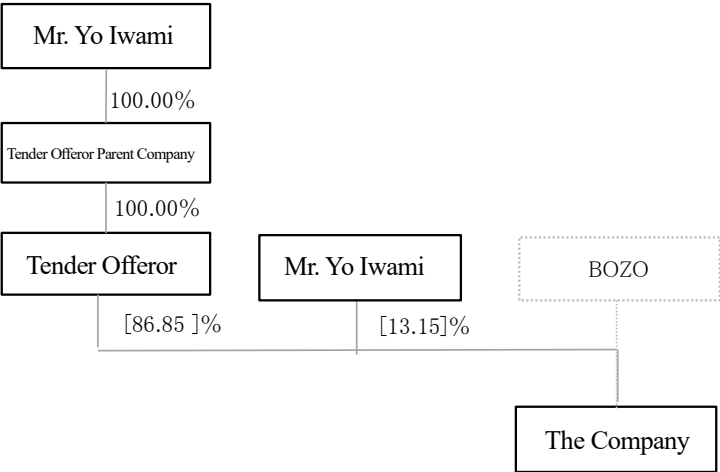 Mr. Yo Iwami
100.00%
Tender Offeror Parent Company
100.00%
Tender Offeror
Mr. Yo Iwami
BOZO
[86.85 ]%
[13.15]%
The Company